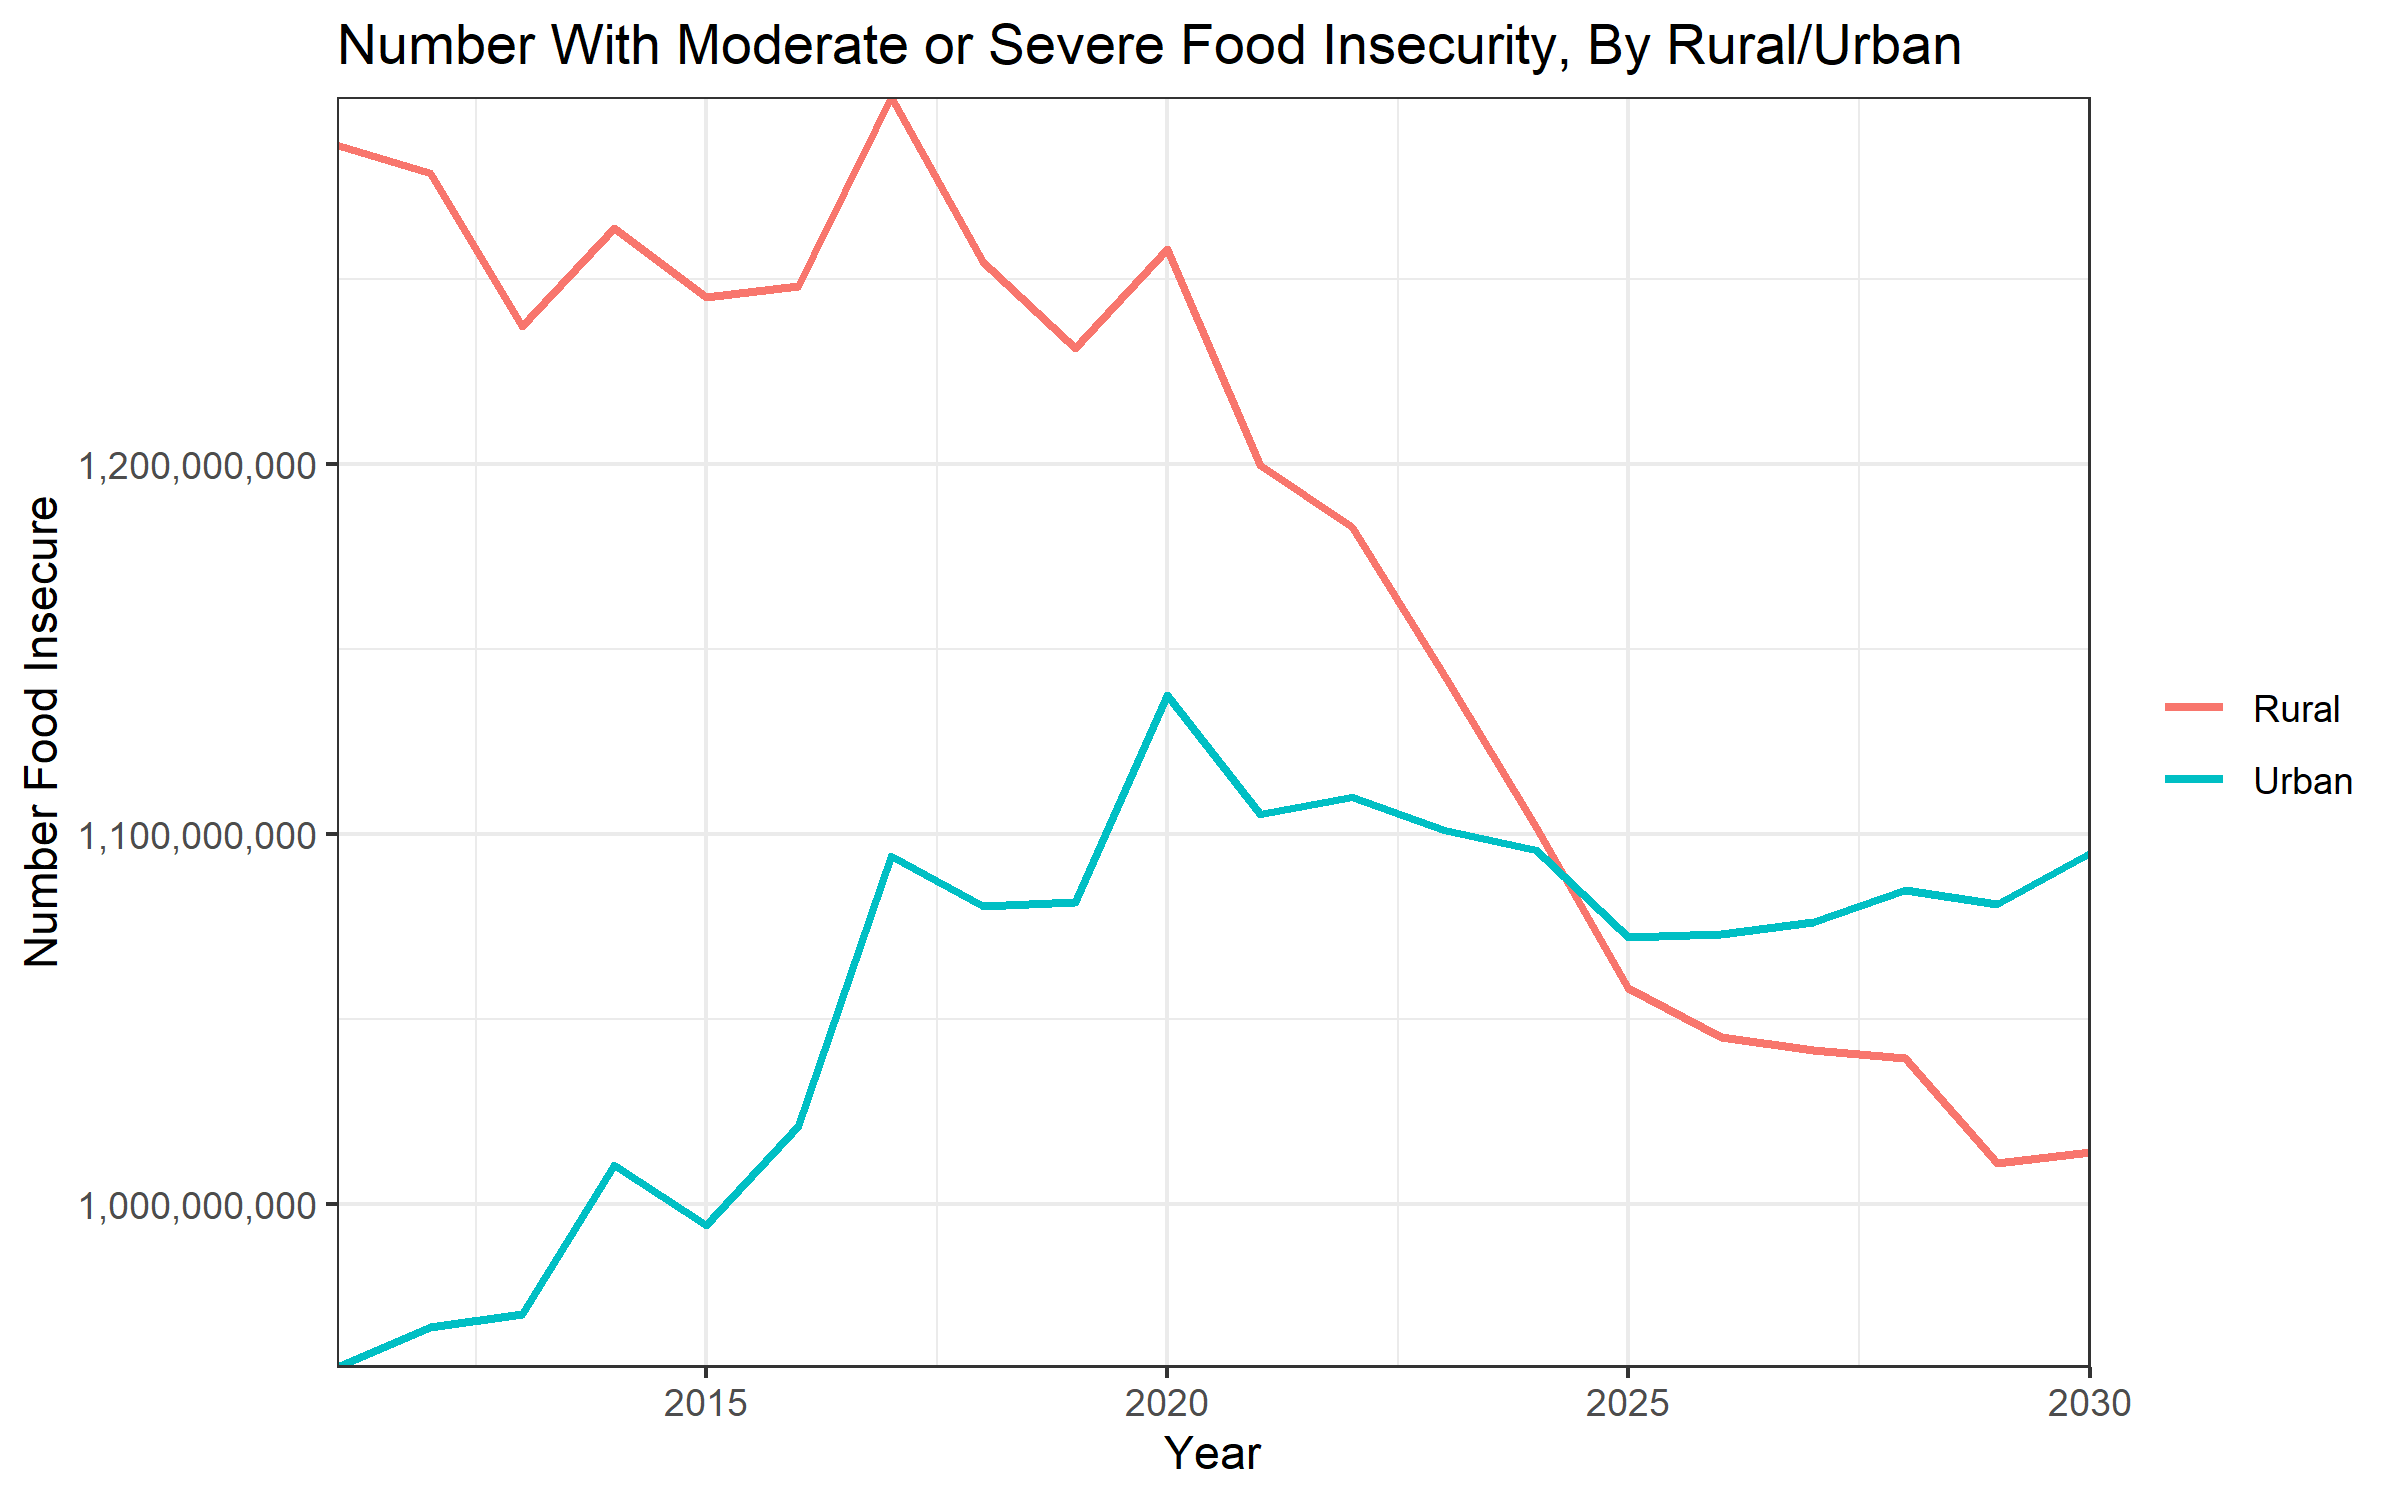 Number With Moderate or Severe Food Insecurity, By Rural/Urban
Number Food Insecure
1,200,000,000
1,100,000,000
1,000,000,000
2015
2020
2025
2030
Year
Rural
Urban